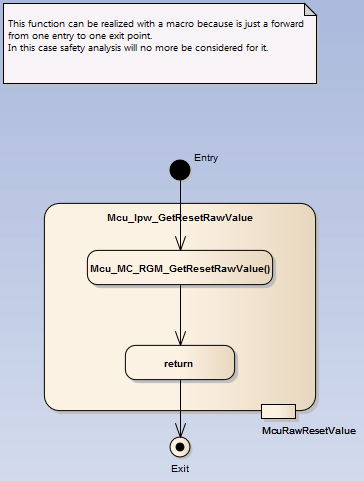 This function can be realized with a macro because is just a forward
from one entry to one exit point.
In this case safety analysis will no more be considered for it.
Entry
Mcu_Ipw_GetResetRawValue
Mcu_MC_RGM_GetResetRawValue()
return
McuRawResetValue
Exit